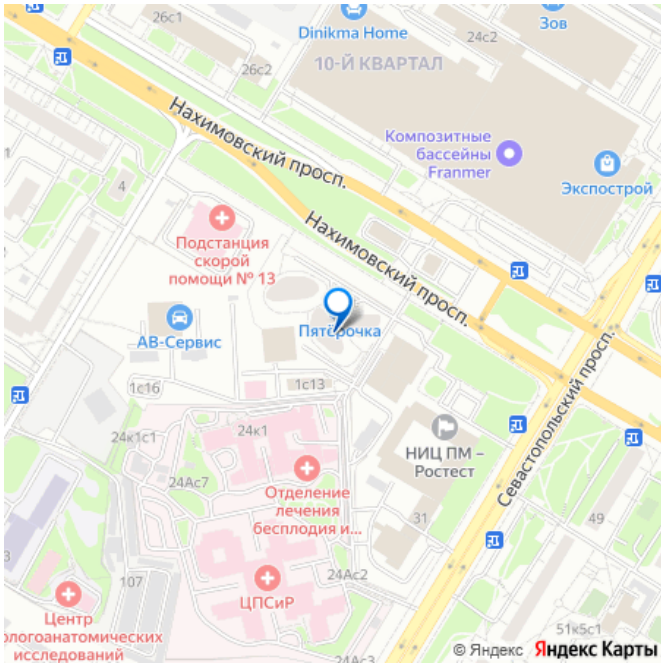 26с1
Dinikma Home
Зов
24с2
26с2
10-Й КВАРТАЛ
Нахимовский просп.
Композитные
бассейны
Franmer
Экспострой
4
Подстанция
скорой
помощи № 13
Нахимовский просп.
АВ-Сервис
Пятёрочка
1с16
1с13
Севастопольский просп.
24к1с1
24к1
НИЦ ПМ –
Ростест
24Ас7
Отделение
лечения
бесплодия и...
31
49
3
107
24Ас2
ЦПСиР
Центр
ологоанатомических
исследований
24Ас3
51к5с1
© Яндекс Яндекс Карты